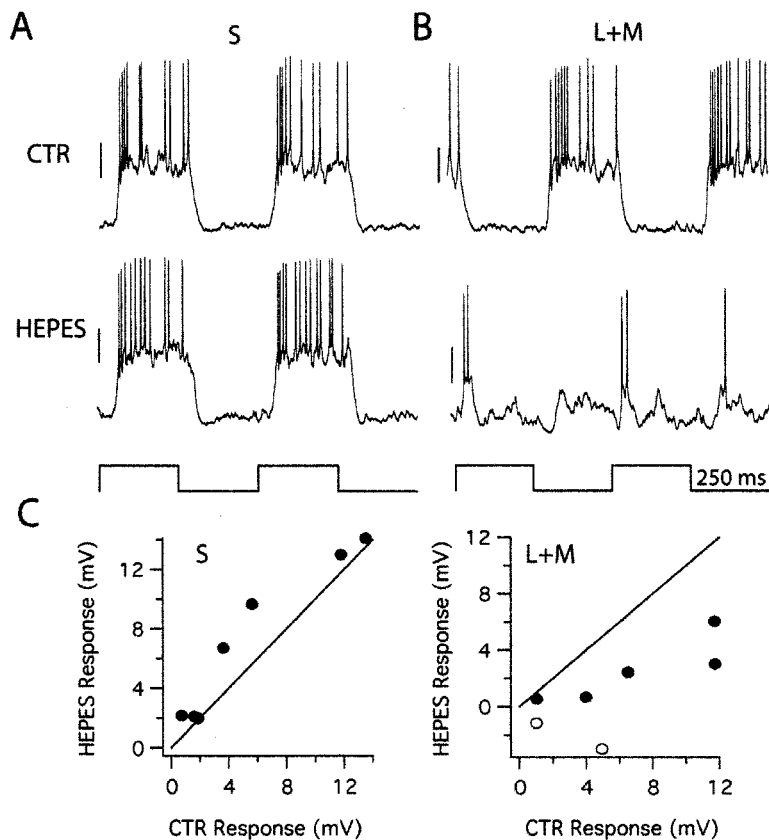 A
S
B
L+M
CTR
HEPES
250 ms
C
S
HEPES Response (mV)
12
8
4
0
0
4
8
12
CTR Response (mV)
L+M
HEPES Response (mV)
12
8
4
0
0
4
8
12
CTR Response (mV)